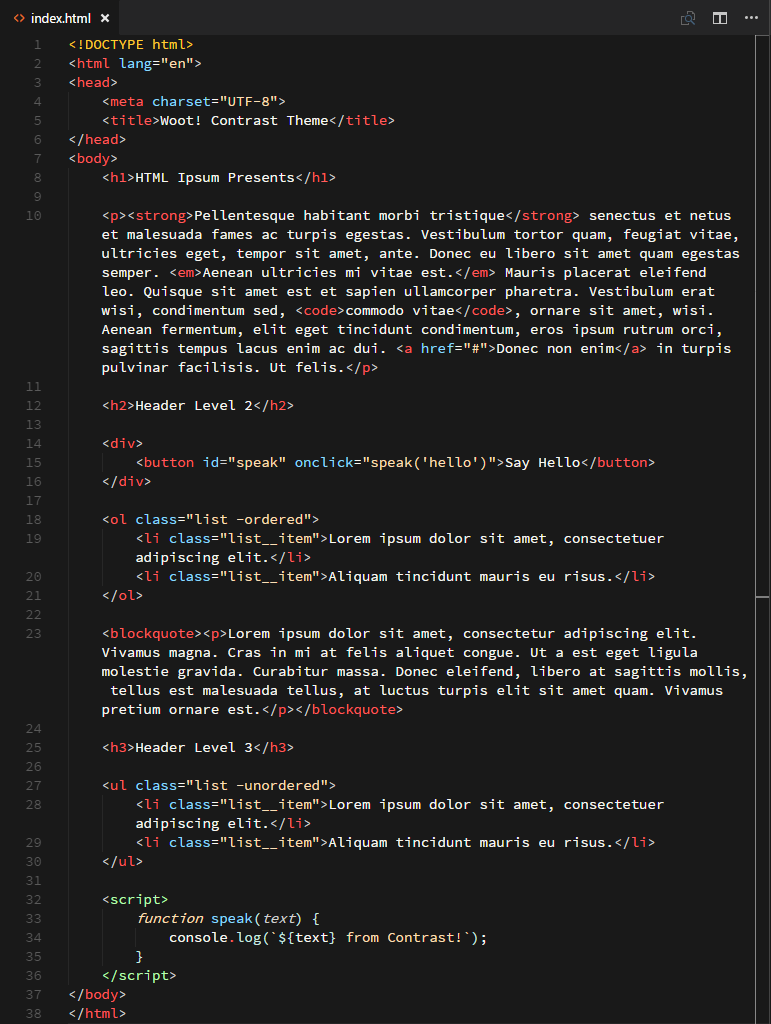 index.html
1 <!DOCTYPE html>
2 <html lang="en">
3 <head>
4 <meta charset="UTF-8">
5 <title>Woot! Contrast Theme</title>
6 </head>
7 <body>
8 <h1>HTML Ipsum Presents</h1>
9
10 <p><strong>Pellentesque habitant morbi tristique</strong> senectus et netus
et malesuada fames ac turpis egestas. Vestibulum tortor quam, feugiat vitae,
ultricies eget, tempor sit amet, ante. Donec eu libero sit amet quam egestas
semper. <em>Aenean ultricies mi vitae est.</em> Mauris placerat eleifend
leo. Quisque sit amet est et sapien ullamcorper pharetra. Vestibulum erat
wisi, condimentum sed, <code>commodo vitae</code>, ornare sit amet, wisi.
Aenean fermentum, elit eget tincidunt condimentum, eros ipsum rutrum orci,
sagittis tempus lacus enim ac dui. <a href="#">Donec non enim</a> in turpis
pulvinar facilisis. Ut felis.</p>
11
12 <h2>Header Level 2</h2>
13
14 <div>
15 <button id="speak" onclick="speak('hello')">Say Hello</button>
16 </div>
17
18 <ol class="list -ordered">
19 <li class="list__item">Lorem ipsum dolor sit amet, consectetuer
adipiscing elit.</li>
20 <li class="list__item">Aliquam tincidunt mauris eu risus.</li>
21 </ol>
22
23 <blockquote><p>Lorem ipsum dolor sit amet, consectetur adipiscing elit.
Vivamus magna. Cras in mi at felis aliquet congue. Ut a est eget ligula
molestie gravida. Curabitur massa. Donec eleifend, libero at sagittis mollis,
tellus est malesuada tellus, at luctus turpis elit sit amet quam. Vivamus
pretium ornare est.</p></blockquote>
24
25 <h3>Header Level 3</h3>
26
27 <ul class="list -unordered">
28 <li class="list__item">Lorem ipsum dolor sit amet, consectetuer
adipiscing elit.</li>
29 <li class="list__item">Aliquam tincidunt mauris eu risus.</li>
30 </ul>
31
32 <script>
33 function speak(text) {
34 console.log(`${text} from Contrast!`);
35 }
36 </script>
37 </body>
38 </html>